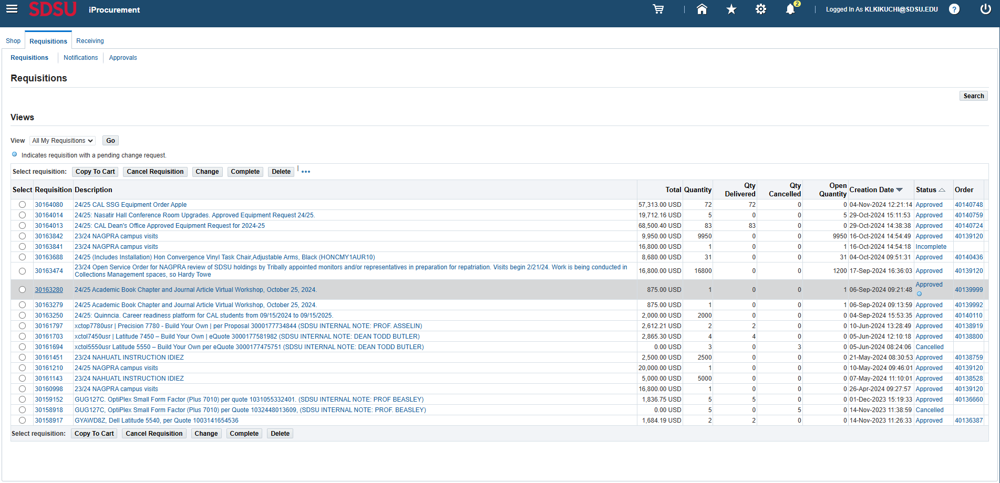 SDSU iProcurement 2 Logged In As KLKIKUCHI@SDSU.EDU ?
Shop Requisitions Receiving
Requisitions Notifications Approvals
Requisitions
Search
Views
View All My Requisitions Go
Indicates requisition with a pending change request.
Select requisition: Copy To Cart Cancel Requisition Change Complete Delete | •••
Select Requisition Description Total Quantity Qty Delivered Qty Cancelled Open Quantity Creation Date Status Order
30164080 24/25 CAL SSG Equipment Order Apple 57,313.00 USD 72 72 0 0 04-Nov-2024 12:21:14 Approved 40140748
30164014 24/25: Nasatir Hall Conference Room Upgrades. Approved Equipment Request 24/25. 19,712.16 USD 5 0 0 5 29-Oct-2024 15:11:53 Approved 40140759
30164013 24/25: CAL Dean's Office Approved Equipment Request for 2024-25 68,500.40 USD 83 83 0 0 29-Oct-2024 14:38:38 Approved 40140724
30163842 23/24 NAGPRA campus visits 9,950.00 USD 9950 0 0 9950 16-Oct-2024 14:54:49 Approved 40139120
30163841 23/24 NAGPRA campus visits 16,800.00 USD 1 0 0 1 16-Oct-2024 14:54:18 Incomplete
30163688 24/25 (Includes Installation) Hon Convergence Vinyl Task Chair,Adjustable Arms, Black (HONCMY1AUR10) 8,680.00 USD 31 0 0 31 04-Oct-2024 09:51:31 Approved 40140436
30163474 23/24 Open Service Order for NAGPRA review of SDSU holdings by Tribally appointed monitors and/or representatives in preparation for repatriation. Visits begin 2/21/24. Work is being conducted in
Collections Management spaces, so Hardy Towe 16,800.00 USD 16800 0 0 1200 17-Sep-2024 16:36:03 Approved 40139120
30163280 24/25 Academic Book Chapter and Journal Article Virtual Workshop, October 25, 2024. 875.00 USD 1 0 0 1 06-Sep-2024 09:21:48 Approved 40139999
30163279 24/25 Academic Book Chapter and Journal Article Virtual Workshop, October 25, 2024. 875.00 USD 1 0 0 1 06-Sep-2024 09:13:59 Approved 40139992
30163250 24/25: Quinncia. Career readiness platform for CAL students from 09/15/2024 to 09/15/2025. 2,000.00 USD 2000 0 0 0 04-Sep-2024 15:53:35 Approved 40140110
30161797 xctop7780usr | Precision 7780 - Build Your Own | per Proposal 3000177734844 (SDSU INTERNAL NOTE: PROF. ASSELIN) 2,612.21 USD 2 2 0 0 10-Jun-2024 13:28:49 Approved 40138919
30161703 xctol7450usr | Latitude 7450 – Build Your Own | eQuote 3000177581982 (SDSU INTERNAL NOTE: DEAN TODD BUTLER) 2,865.30 USD 4 4 0 0 05-Jun-2024 12:10:18 Approved 40138800
30161694 xctol5550usr Latitude 5550 – Build Your Own per eQuote 3000177475751 (SDSU INTERNAL NOTE: DEAN TODD BUTLER) 0.00 USD 3 0 3 0 05-Jun-2024 08:24:06 Cancelled
30161451 23/24 NAHUATL INSTRUCTION IDIEZ 2,500.00 USD 2500 0 0 0 21-May-2024 08:30:53 Approved 40138759
30161210 24/25 NAGPRA campus visits 20,000.00 USD 1 0 0 0 10-May-2024 09:46:01 Approved 40139120
30161143 23/24 NAHUATL INSTRUCTION IDIEZ 5,000.00 USD 5000 0 0 0 07-May-2024 11:10:01 Approved 40138528
30160998 23/24 NAGPRA campus visits 16,800.00 USD 1 0 0 0 26-Apr-2024 09:27:57 Approved 40139120
30159152 GUG127C. OptiPlex Small Form Factor (Plus 7010) per quote 1031055332401. (SDSU INTERNAL NOTE: PROF BEASLEY) 1,836.75 USD 5 5 0 0 01-Dec-2023 15:19:33 Approved 40136660
30158918 GUG127C, OptiPlex Small Form Factor (Plus 7010) per Quote 1032448013609, (SDSU INTERNAL NOTE: PROF. BEASLEY) 0.00 USD 5 0 5 0 14-Nov-2023 11:38:59 Cancelled
30158917 GYAWD8Z, Dell Latitude 5540, per Quote 1003141654536 1,684.19 USD 2 2 0 0 14-Nov-2023 11:26:33 Approved 40136387
Select requisition: Copy To Cart Cancel Requisition Change Complete Delete